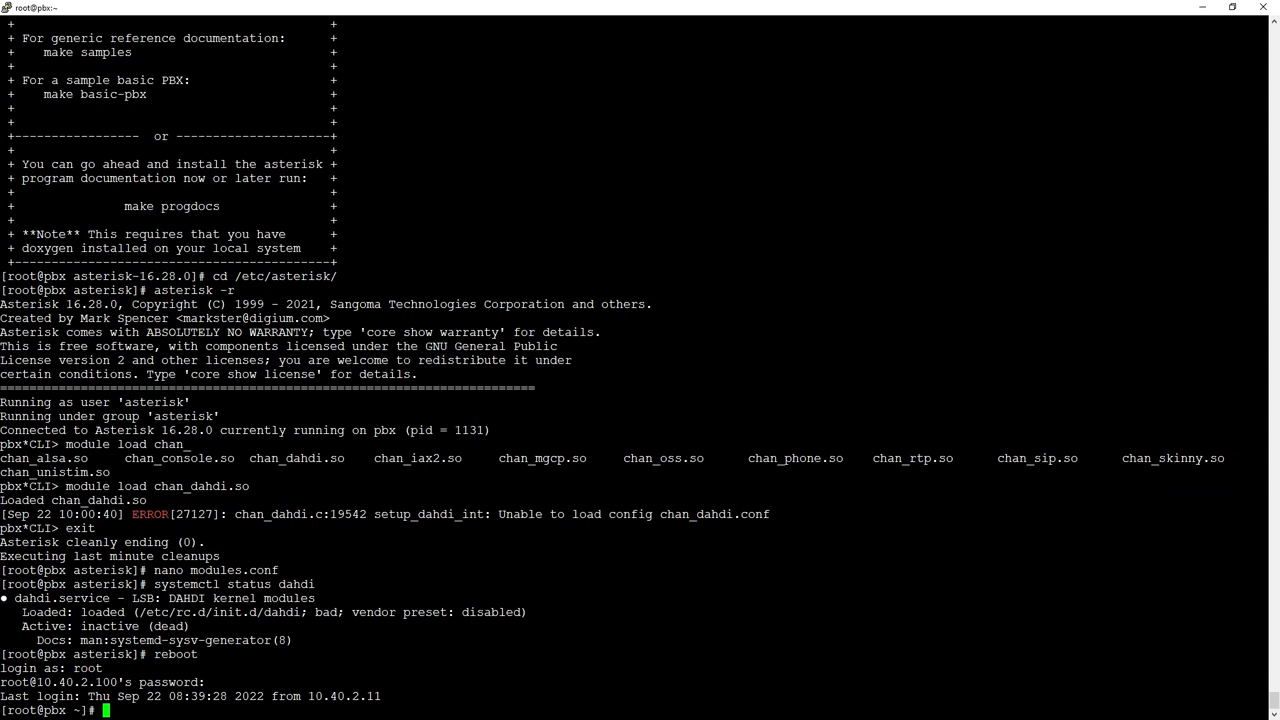 root@pbx:~
+                                             +
+ For generic reference documentation:        +
+    make samples                             +
+                                             +
+ For a sample basic PBX:                     +
+    make basic-pbx                           +
+                                             +
+                                             +
+-----------------  or ----------------------+
+                                             +
+ You can go ahead and install the asterisk +
+ program documentation now or later run:   +
+                                             +
+              make progdocs                  +
+                                             +
+ **Note** This requires that you have        +
+ doxygen installed on your local system      +
+-------------------------------------------+
[root@pbx asterisk-16.28.0]# cd /etc/asterisk/
[root@pbx asterisk]# asterisk -r
Asterisk 16.28.0, Copyright (C) 1999 - 2021, Sangoma Technologies Corporation and others.
Created by Mark Spencer <markster@digium.com>
Asterisk comes with ABSOLUTELY NO WARRANTY; type 'core show warranty' for details.
This is free software, with components licensed under the GNU General Public
License version 2 and other licenses; you are welcome to redistribute it under
certain conditions. Type 'core show license' for details.
=========================================================================
Running as user 'asterisk'
Running under group 'asterisk'
Connected to Asterisk 16.28.0 currently running on pbx (pid = 1131)
pbx*CLI> module load chan_
chan_alsa.so     chan_console.so  chan_dahdi.so    chan_iax2.so     chan_mgcp.so     chan_oss.so      chan_phone.so    chan_rtp.so      chan_sip.so      chan_skinny.so
chan_unistim.so
pbx*CLI> module load chan_dahdi.so
Loaded chan_dahdi.so
[Sep 22 10:00:40] ERROR[27127]: chan_dahdi.c:19542 setup_dahdi_int: Unable to load config chan_dahdi.conf
pbx*CLI> exit
Asterisk cleanly ending (0).
Executing last minute cleanups
[root@pbx asterisk]# nano modules.conf
[root@pbx asterisk]# systemctl status dahdi
● dahdi.service - LSB: DAHDI kernel modules
   Loaded: loaded (/etc/rc.d/init.d/dahdi; bad; vendor preset: disabled)
   Active: inactive (dead)
     Docs: man:systemd-sysv-generator(8)
[root@pbx asterisk]# reboot
login as: root
root@10.40.2.100's password:
Last login: Thu Sep 22 08:39:28 2022 from 10.40.2.11
[root@pbx ~]#